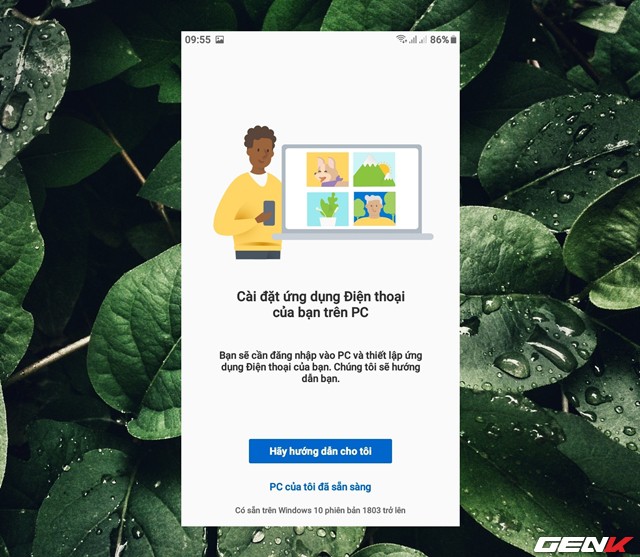 09:55
86%
Cài đặt ứng dụng Điện thoại
của bạn trên PC
Bạn sẽ cần đăng nhập vào PC và thiết lập ứng
dụng Điện thoại của bạn. Chúng tôi sẽ hướng
dẫn bạn.
Hãy hướng dẫn cho tôi
PC của tôi đã sẵn sàng
Có sẵn trên Windows 10 phiên bản 1803 trở lên
GENK